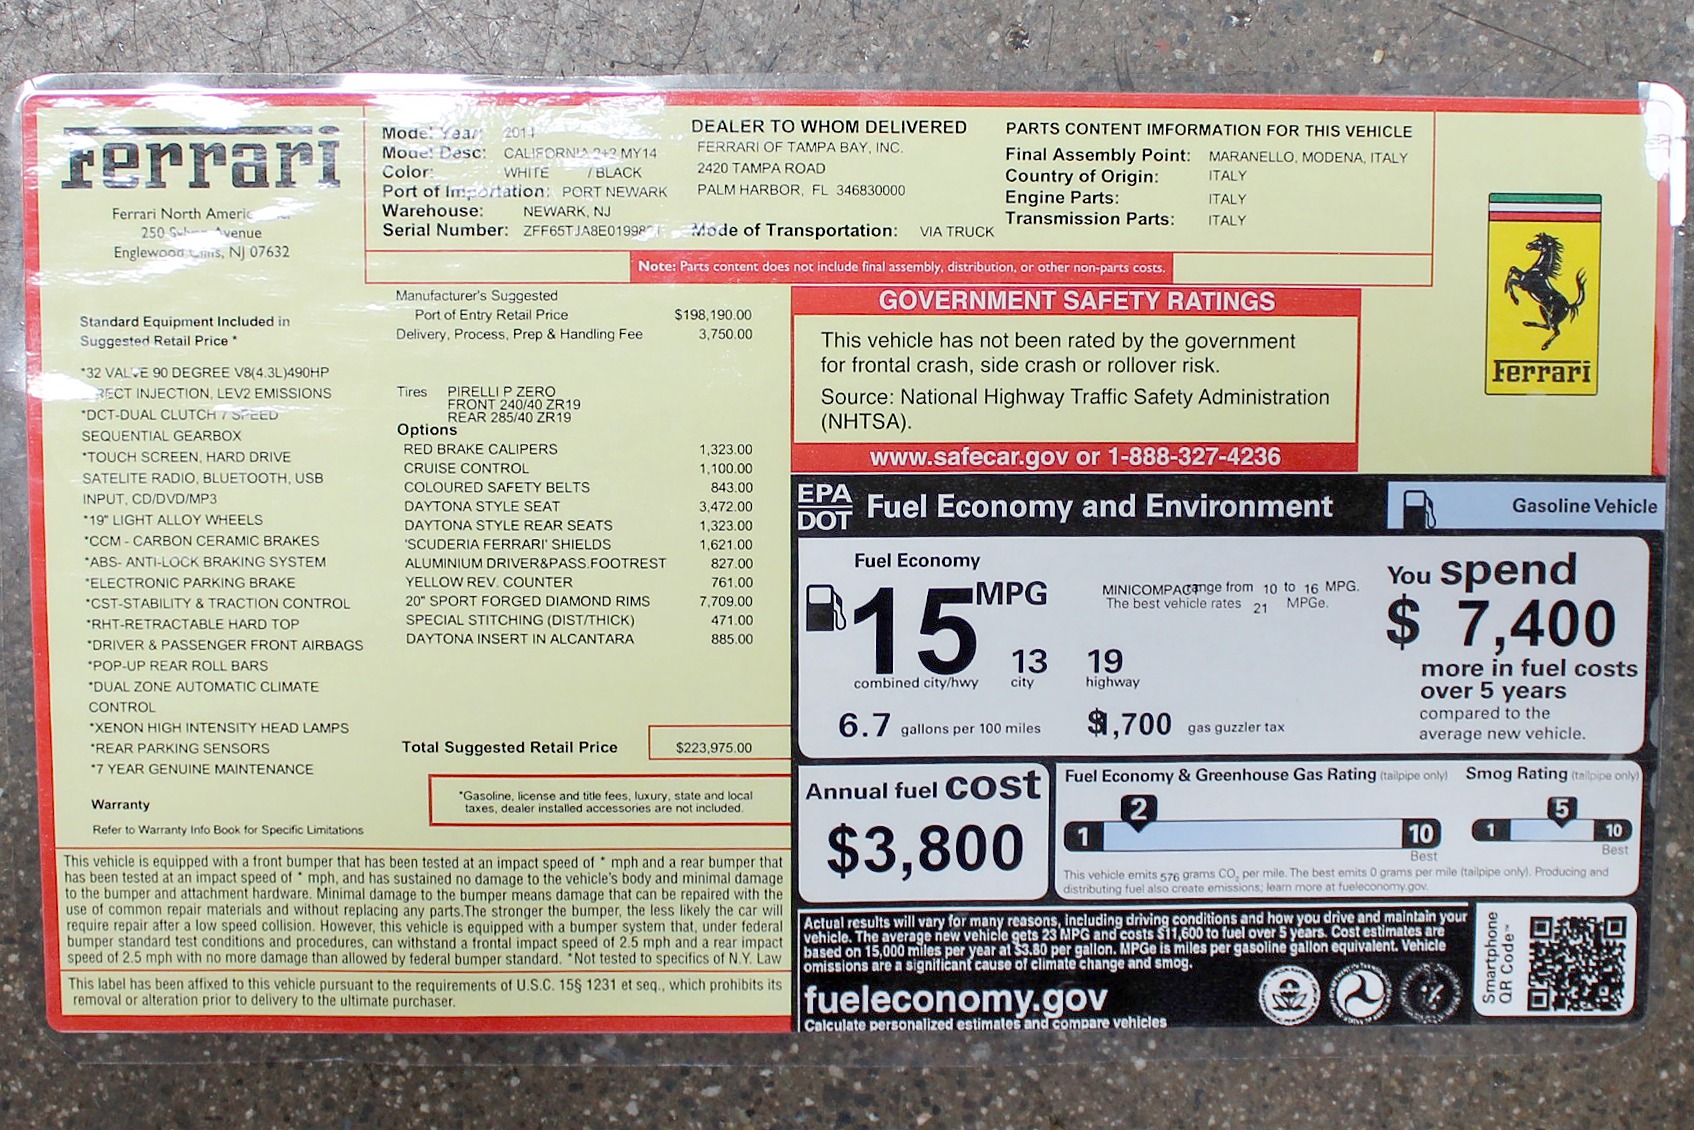 Ferrari
Ferrari North
250 Avenue
Englewood NJ 07632
Model Year: 2014
Model Desc: CALIFORNIA 2+2 MY14
Color: WHITE / BLACK
Port of Importation: PORT NEWARK
Warehouse: NEWARK, NJ
Serial Number:
DEALER TO WHOM DELIVERED
FERRARI OF TAMPA BAY, INC.
2420 TAMPA ROAD
PALM HARBOR, FL 346830000
Mode of Transportation: VIA TRUCK
PARTS CONTENT IMFORMATION FOR THIS VEHICLE
Final Assembly Point: MARANELLO, MODENA, ITALY
Country of Origin: ITALY
Engine Parts: ITALY
Transmission Parts: ITALY
Note: Parts content does not include final assembly, distribution, or other non-parts costs.
Ferrari
Standard Equipment Included in
Suggested Retail Price *
*32 VALVE 90 DEGREE V8(4.3L)490HP
INJECTION, LEV2 EMISSIONS
*DCT-DUAL CLUTCH 7 SPEED
SEQUENTIAL GEARBOX
*TOUCH SCREEN, HARD DRIVE
SATELITE RADIO, BLUETOOTH, USB
INPUT, CD/DVD/MP3
*19" LIGHT ALLOY WHEELS
*CCM - CARBON CERAMIC BRAKES
*ABS- ANTI-LOCK BRAKING SYSTEM
*ELECTRONIC PARKING BRAKE
*CST-STABILITY & TRACTION CONTROL
*RHT-RETRACTABLE HARD TOP
*DRIVER & PASSENGER FRONT AIRBAGS
*POP-UP REAR ROLL BARS
*DUAL ZONE AUTOMATIC CLIMATE
CONTROL
*XENON HIGH INTENSITY HEAD LAMPS
*REAR PARKING SENSORS
*7 YEAR GENUINE MAINTENANCE
Warranty
Refer to Warranty Info Book for Specific Limitations
Manufacturer's Suggested
Port of Entry Retail Price $198,190.00
Delivery, Process, Prep & Handling Fee 3,750.00
Tires PIRELLI P ZERO
FRONT 240/40 ZR19
REAR 285/40 ZR19
Options
RED BRAKE CALIPERS 1,323.00
CRUISE CONTROL 1,100.00
COLOURED SAFETY BELTS 843.00
DAYTONA STYLE SEAT 3,472.00
DAYTONA STYLE REAR SEATS 1,323.00
'SCUDERIA FERRARI' SHIELDS 1,621.00
ALUMINIUM DRIVER&PASS.FOOTREST 827.00
YELLOW REV. COUNTER 761.00
20" SPORT FORGED DIAMOND RIMS 7,709.00
SPECIAL STITCHING (DIST/THICK) 471.00
DAYTONA INSERT IN ALCANTARA 885.00
Total Suggested Retail Price $223,975.00
*Gasoline, license and title fees, luxury, state and local
taxes, dealer installed accessories are not included.
This vehicle is equipped with a front bumper that has been tested at an impact speed of * mph and a rear bumper that
has been tested at an impact speed of * mph, and has sustained no damage to the vehicle's body and minimal damage
to the bumper and attachment hardware. Minimal damage to the bumper means damage that can be repaired with the
use of common repair materials and without replacing any parts.The stronger the bumper, the less likely the car will
require repair after a low speed collision. However, this vehicle is equipped with a bumper system that, under federal
bumper standard test conditions and procedures, can withstand a frontal impact speed of 2.5 mph and a rear impact
speed of 2.5 mph with no more damage than allowed by federal bumper standard. *Not tested to specifics of N.Y. Law
This label has been affixed to this vehicle pursuant to the requirements of U.S.C. 15§ 1231 et seq., which prohibits its
removal or alteration prior to delivery to the ultimate purchaser.
GOVERNMENT SAFETY RATINGS
This vehicle has not been rated by the government
for frontal crash, side crash or rollover risk.
Source: National Highway Traffic Safety Administration
(NHTSA).
www.safecar.gov or 1-888-327-4236
EPA
DOT
Fuel Economy and Environment
Gasoline Vehicle
Fuel Economy
15 MPG
combined city/hwy
13
city
19
highway
MINICOMPACT range from 10 to 16 MPG.
The best vehicle rates 21 MPGe.
6.7 gallons per 100 miles
$1,700 gas guzzler tax
You spend
$ 7,400
more in fuel costs
over 5 years
compared to the
average new vehicle.
Annual fuel cost
$3,800
Fuel Economy & Greenhouse Gas Rating (tailpipe only)
2
1 10
Best
Smog Rating (tailpipe only)
5
1 10
Best
This vehicle emits 576 grams CO2 per mile. The best emits 0 grams per mile (tailpipe only). Producing and
distributing fuel also create emissions; learn more at fueleconomy.gov.
Actual results will vary for many reasons, including driving conditions and how you drive and maintain your
vehicle. The average new vehicle gets 23 MPG and costs $11,600 to fuel over 5 years. Cost estimates are
based on 15,000 miles per year at $3.80 per gallon. MPGe is miles per gasoline gallon equivalent. Vehicle
omissions are a significant cause of climate change and smog.
fueleconomy.gov
Calculate personalized estimates and compare vehicles
Smartphone
QR Code™